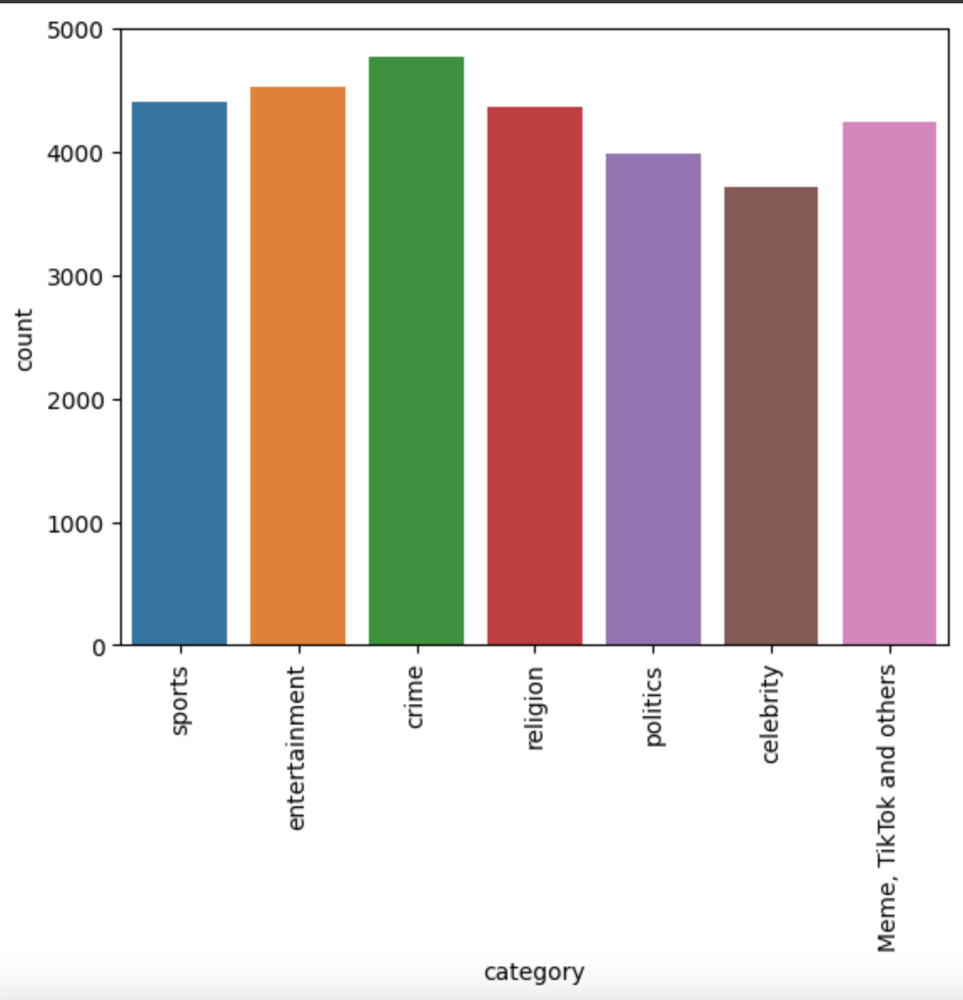 5000
4000
3000
2000
1000
0
count
sports
entertainment
crime
religion
politics
celebrity
Meme, TikTok and others
category